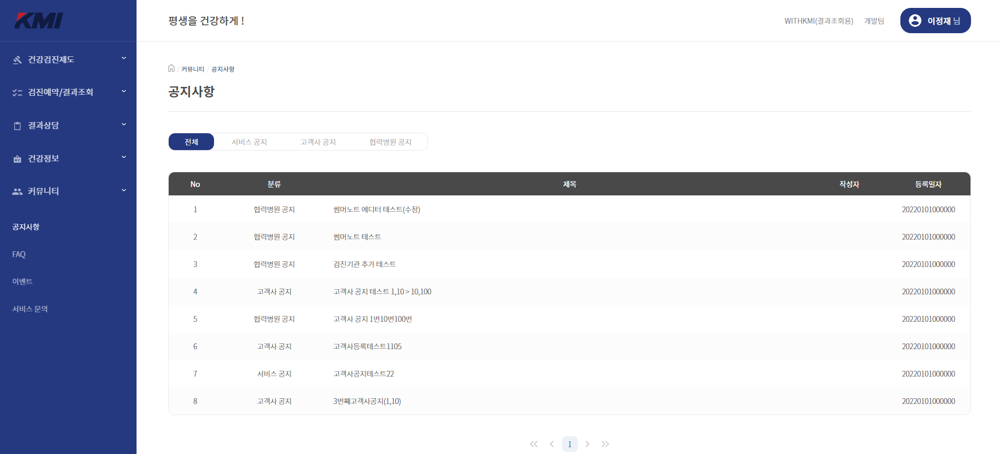 KMI
평생을 건강하게 !
WITHKMI(결과조회용) 개발팀 이정재 님
건강검진제도
검진예약/결과조회
결과상담
건강정보
커뮤니티
공지사항
FAQ
이벤트
서비스 문의
/ 커뮤니티 / 공지사항
공지사항
전체 서비스 공지 고객사 공지 협력병원 공지
No 분류 제목 작성자 등록일자
1 협력병원 공지 썸머노트 에디터 테스트(수정) 20220101000000
2 협력병원 공지 썸머노트 테스트 20220101000000
3 협력병원 공지 검진기관 추가 테스트 20220101000000
4 고객사 공지 고객사 공지 테스트 1,10 > 10,100 20220101000000
5 협력병원 공지 고객사 공지 1번10번100번 20220101000000
6 고객사 공지 고객사등록테스트1105 20220101000000
7 서비스 공지 고객사공지테스트22 20220101000000
8 고객사 공지 3번째고객사공지(1,10) 20220101000000
1